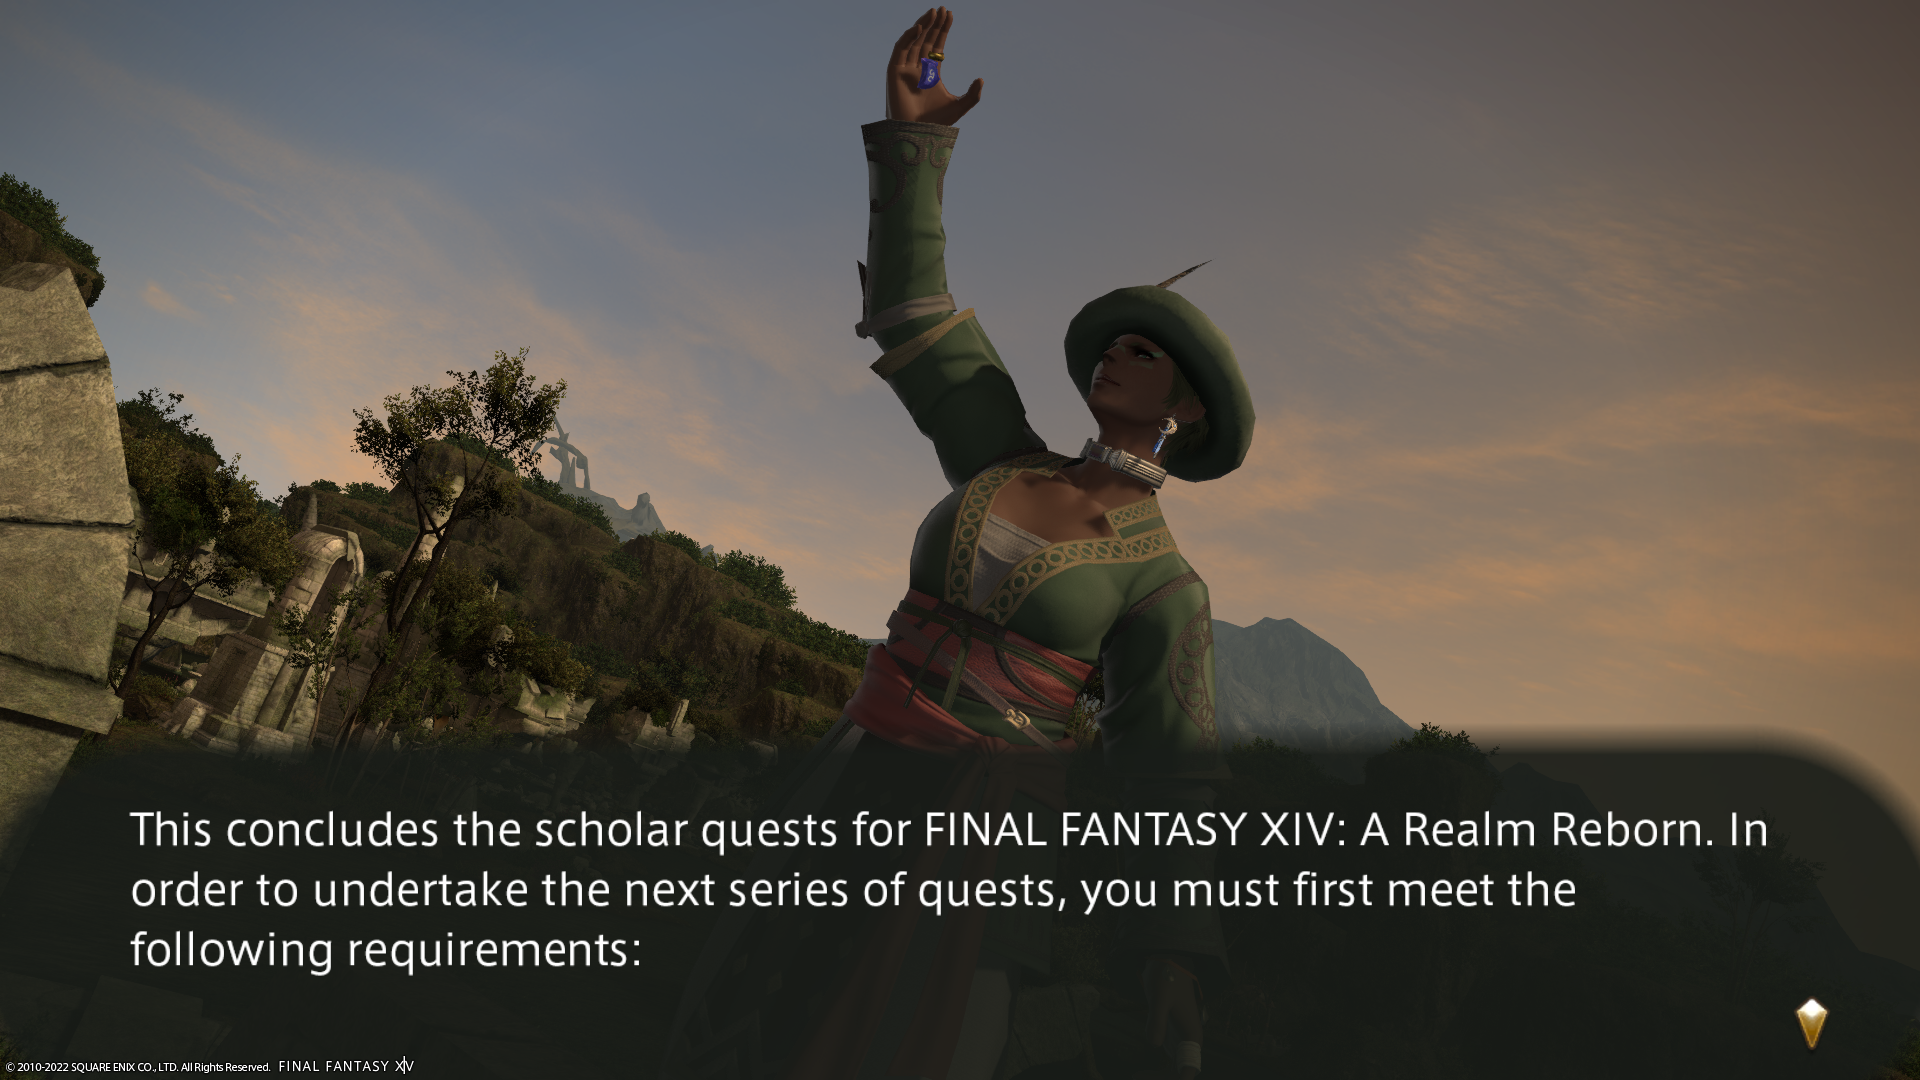 This concludes the scholar quests for FINAL FANTASY XIV: A Realm Reborn. In
order to undertake the next series of quests, you must first meet the
following requirements:
© 2010-2022 SQUARE ENIX CO., LTD. All Rights Reserved. FINAL FANTASY XIV